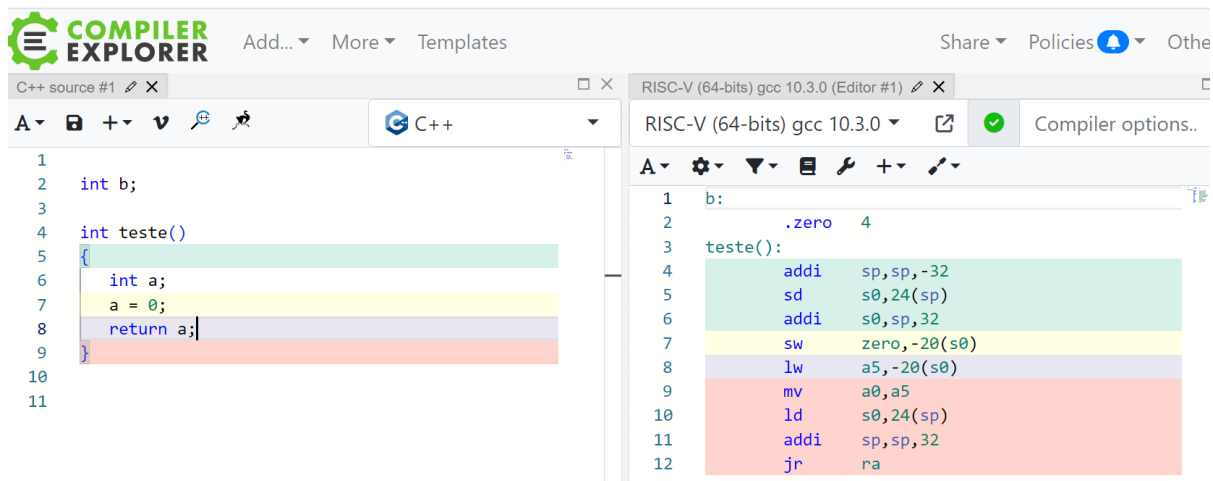 COMPILER EXPLORER Add... More Templates Share Policies Othe
C++ source #1
A C++
1
2 int b;
3
4 int teste()
5 {
6 int a;
7 a = 0;
8 return a;
9 }
10
11
RISC-V (64-bits) gcc 10.3.0 (Editor #1)
RISC-V (64-bits) gcc 10.3.0 Compiler options..
A
1 b:
2 .zero 4
3 teste():
4 addi sp,sp,-32
5 sd s0,24(sp)
6 addi s0,sp,32
7 sw zero,-20(s0)
8 lw a5,-20(s0)
9 mv a0,a5
10 ld s0,24(sp)
11 addi sp,sp,32
12 jr ra